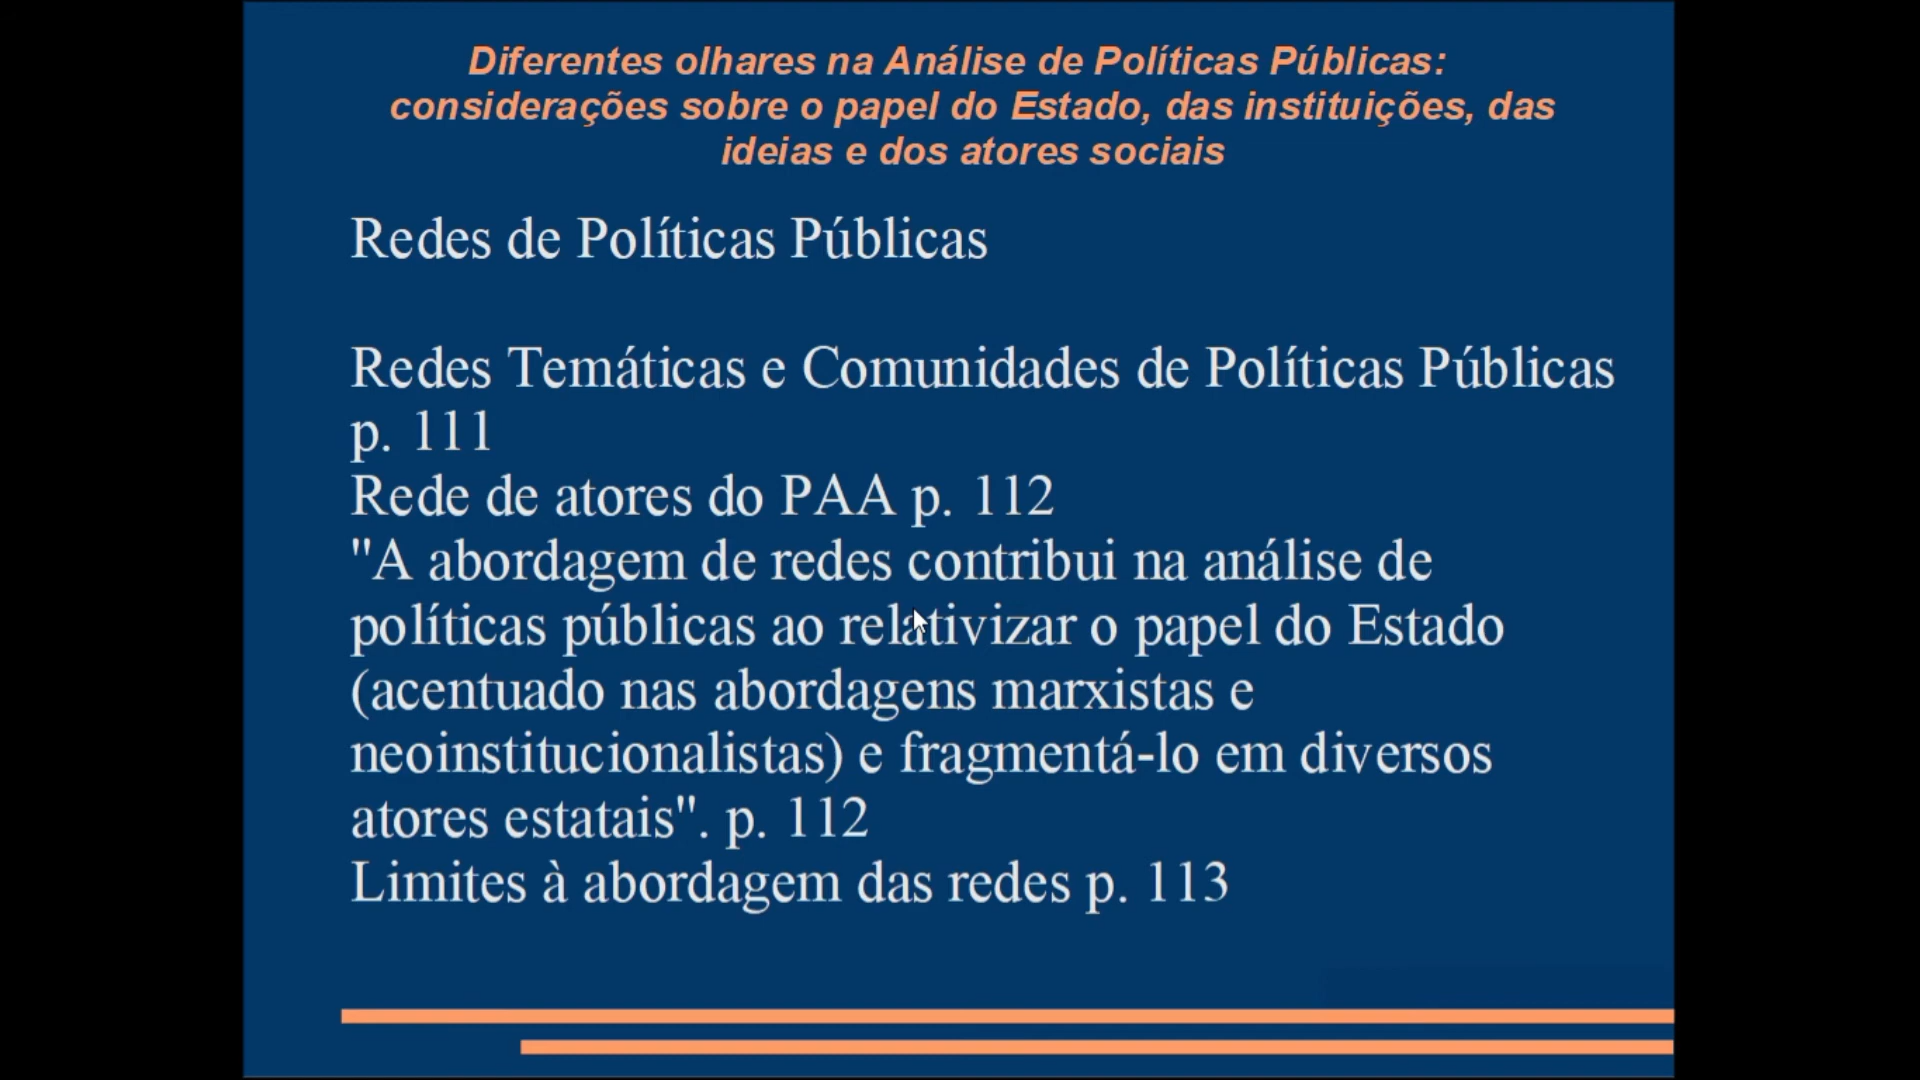 Diferentes olhares na Análise de Políticas Públicas:
considerações sobre o papel do Estado, das instituições, das
ideias e dos atores sociais
Redes de Políticas Públicas
Redes Temáticas e Comunidades de Políticas Públicas
p. 111
Rede de atores do PAA p. 112
"A abordagem de redes contribui na análise de
políticas públicas ao relativizar o papel do Estado
(acentuado nas abordagens marxistas e
neoinstitucionalistas) e fragmentá-lo em diversos
atores estatais". p. 112
Limites à abordagem das redes p. 113